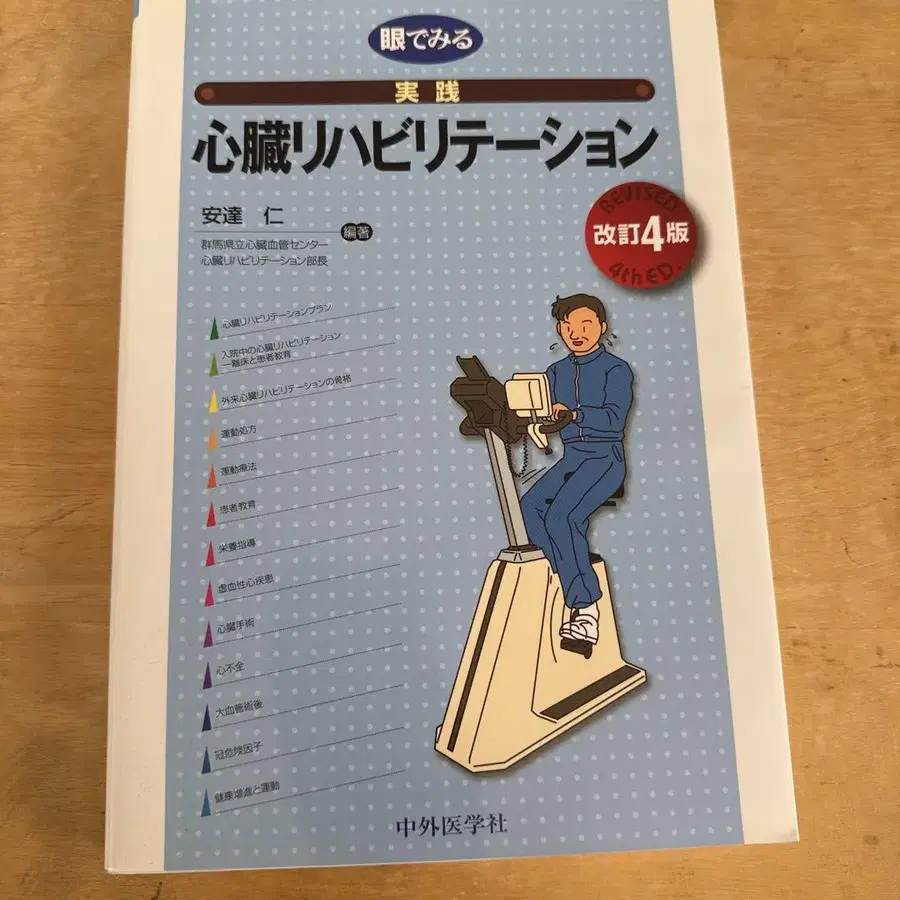 眼でみる
実践
心臓リハビリテーション
安達 仁
編著
群馬県立心臓血管センター
心臓リハビリテーション部長
REVISED
改訂4版
4th ED.
心臓リハビリテーションプラン
入院中の心臓リハビリテーション
ー離床と患者教育
外来心臓リハビリテーションの骨格
運動処方
運動療法
患者教育
栄養指導
虚血性心疾患
心臓手術
心不全
大血管術後
冠危険因子
健康増進と運動
中外医学社